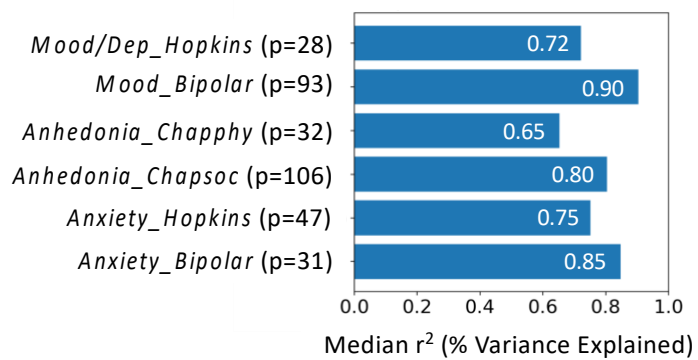 Mood/Dep_Hopkins (p=28) 0.72
Mood_Bipolar (p=93) 0.90
Anhedonia_Chapphy (p=32) 0.65
Anhedonia_Chapsoc (p=106) 0.80
Anxiety_Hopkins (p=47) 0.75
Anxiety_Bipolar (p=31) 0.85
0.0 0.2 0.4 0.6 0.8 1.0
Median r² (% Variance Explained)